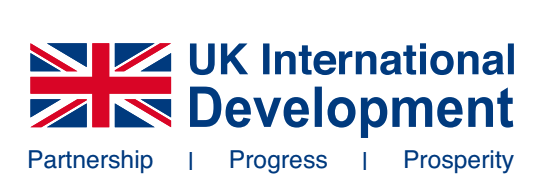 UK International
Development
Partnership | Progress | Prosperity